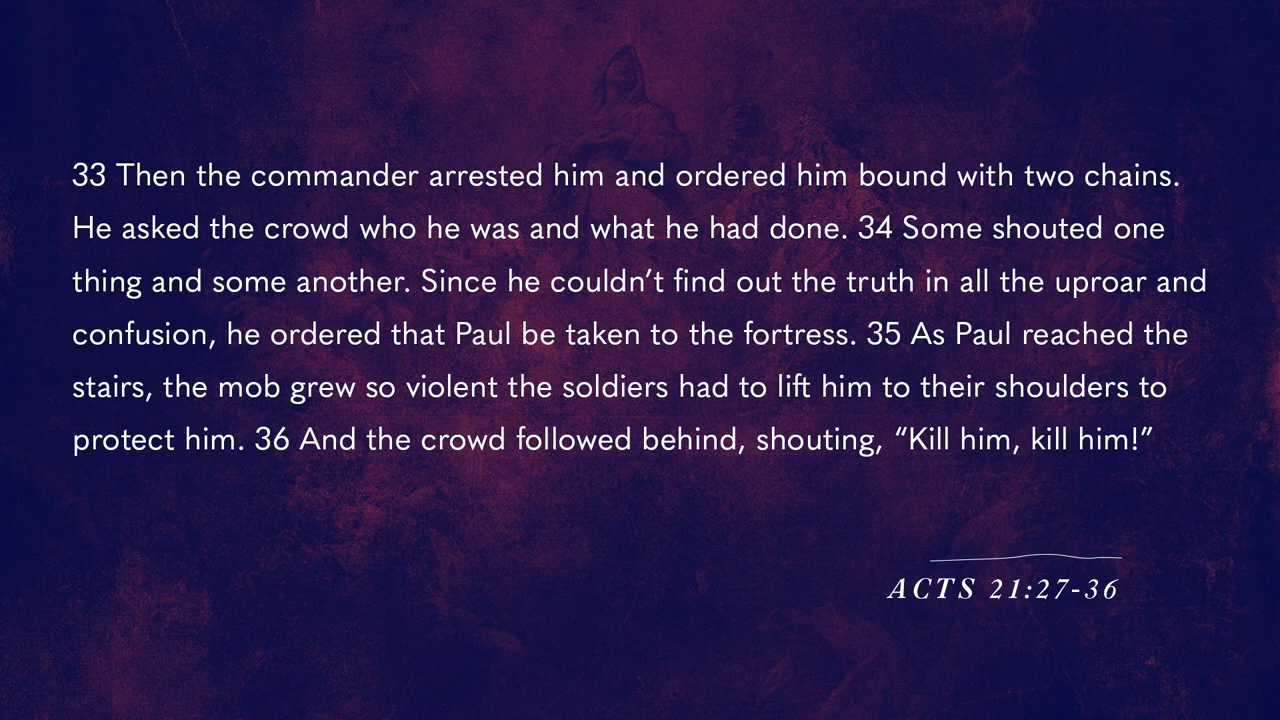 33 Then the commander arrested him and ordered him bound with two chains.
He asked the crowd who he was and what he had done. 34 Some shouted one
thing and some another. Since he couldn’t find out the truth in all the uproar and
confusion, he ordered that Paul be taken to the fortress. 35 As Paul reached the
stairs, the mob grew so violent the soldiers had to lift him to their shoulders to
protect him. 36 And the crowd followed behind, shouting, “Kill him, kill him!”
ACTS 21:27-36